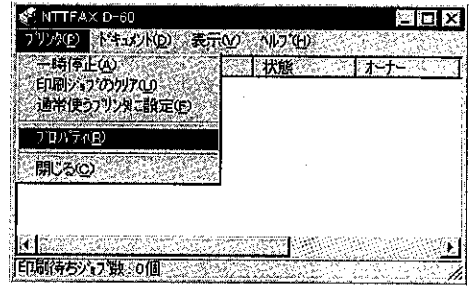 NTTFAX D-60
プリンタ(P) ドキュメント(D) 表示(V) ヘルプ(H)
一時停止(A) 状態 オーナー
印刷ジョブのクリア(U)
通常使うプリンタに設定(F)
プロパティ(R)
閉じる(C)
印刷待ちジョブ数: 0個